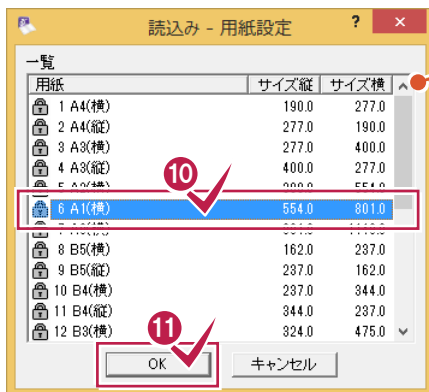 読込み - 用紙設定 ? ×
一覧
用紙 サイズ縦 サイズ横
1 A4(横) 190.0 277.0
2 A4(縦) 277.0 190.0
3 A3(横) 277.0 400.0
4 A3(縦) 400.0 277.0
⑩
6 A1(横) 554.0 801.0
8 B5(横) 162.0 237.0
9 B5(縦) 237.0 162.0
10 B4(横) 237.0 344.0
11 B4(縦) 344.0 237.0
12 B3(横) 324.0 475.0
⑪
OK キャンセル